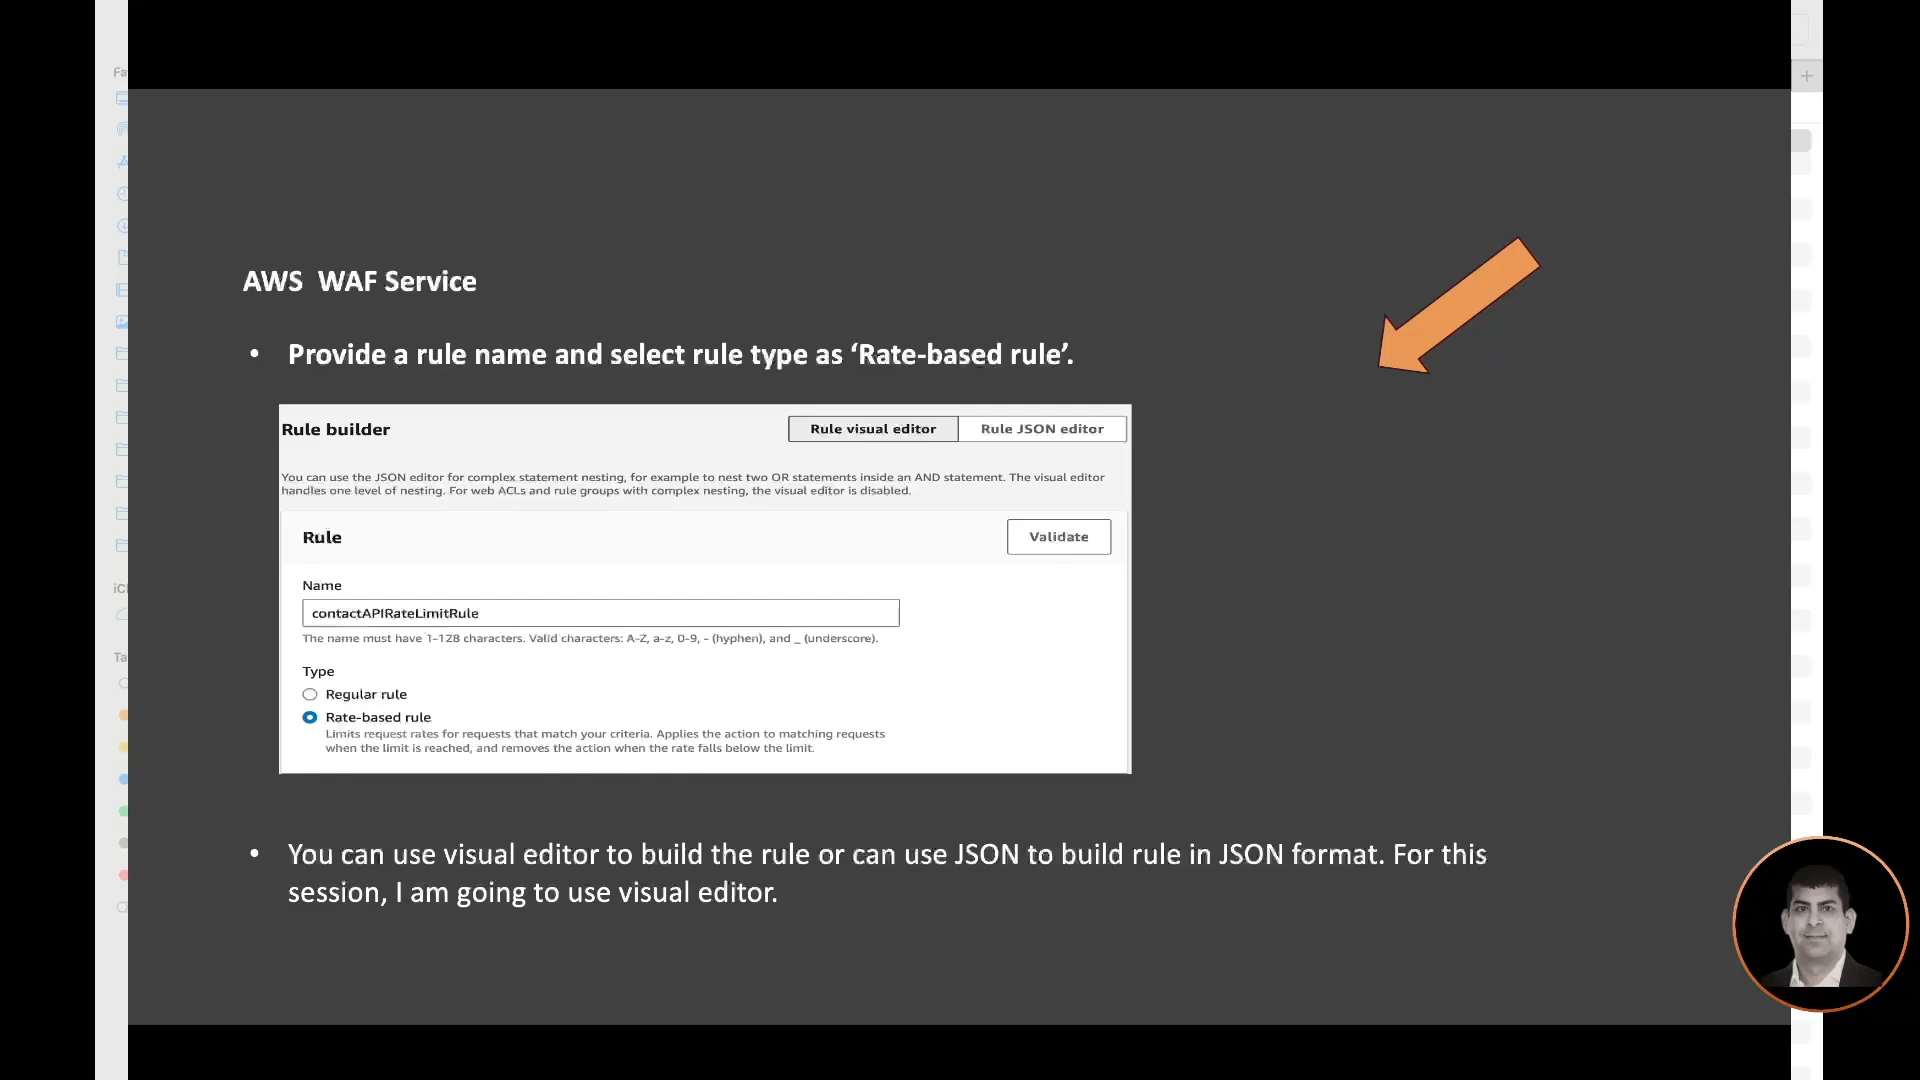 AWS  WAF Service
• Provide a rule name and select rule type as ‘Rate-based rule’.
Rule builder
Rule visual editor
Rule JSON editor
You can use the JSON editor for complex statement nesting, for example to nest two OR statements inside an AND statement. The visual editor
handles one level of nesting. For web ACLs and rule groups with complex nesting, the visual editor is disabled.
Rule
Validate
Name
contactAPIRateLimitRule
The name must have 1-128 characters. Valid characters: A-Z, a-z, 0-9, - (hyphen), and _ (underscore).
Type
Regular rule
Rate-based rule
Limits request rates for requests that match your criteria. Applies the action to matching requests
when the limit is reached, and removes the action when the rate falls below the limit.
• You can use visual editor to build the rule or can use JSON to build rule in JSON format. For this
session, I am going to use visual editor.
Fa
iCl
Ta